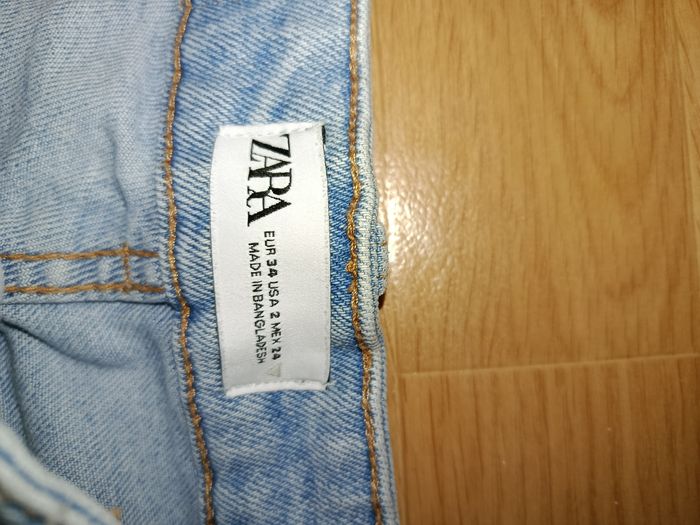 ZARA
EUR 34 USA 2 MEX 24
MADE IN BANGLADESH